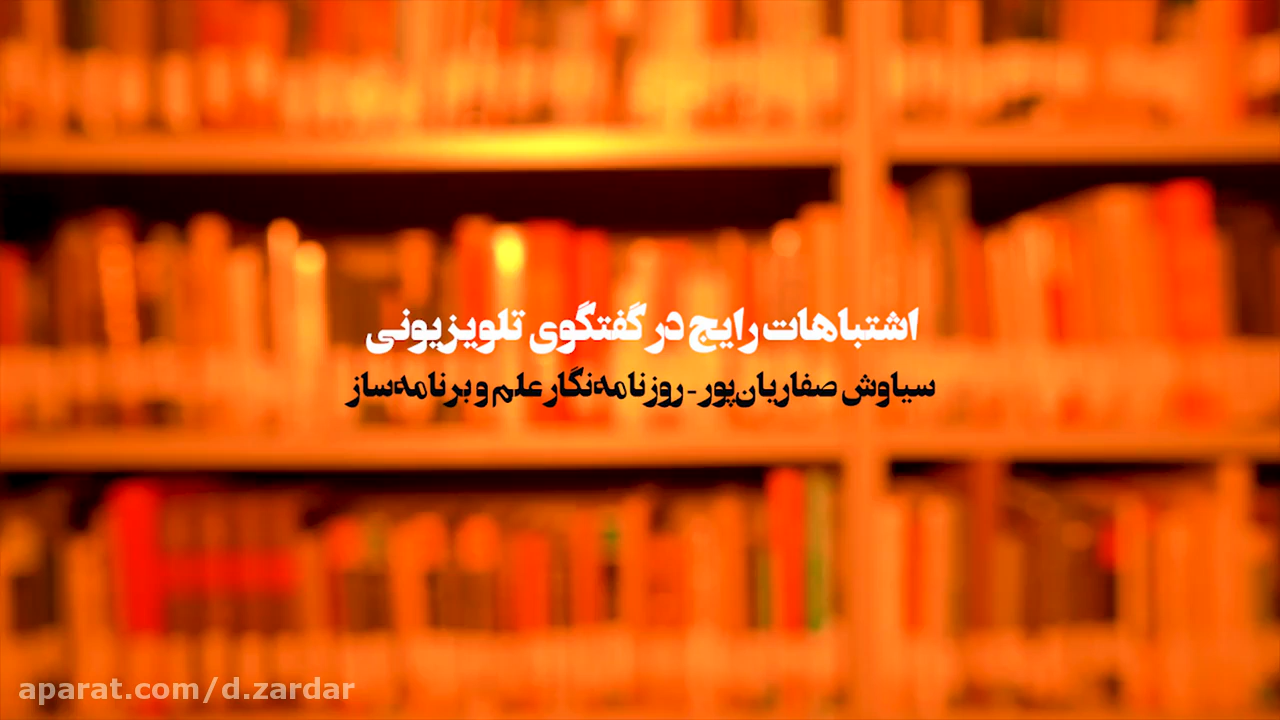 اشتباهات رایج در گفتگوی تلویزیونی
سیاوش صفاریان‌پور - روزنامه‌نگار علم و برنامه‌ساز
aparat.com/d.zardar